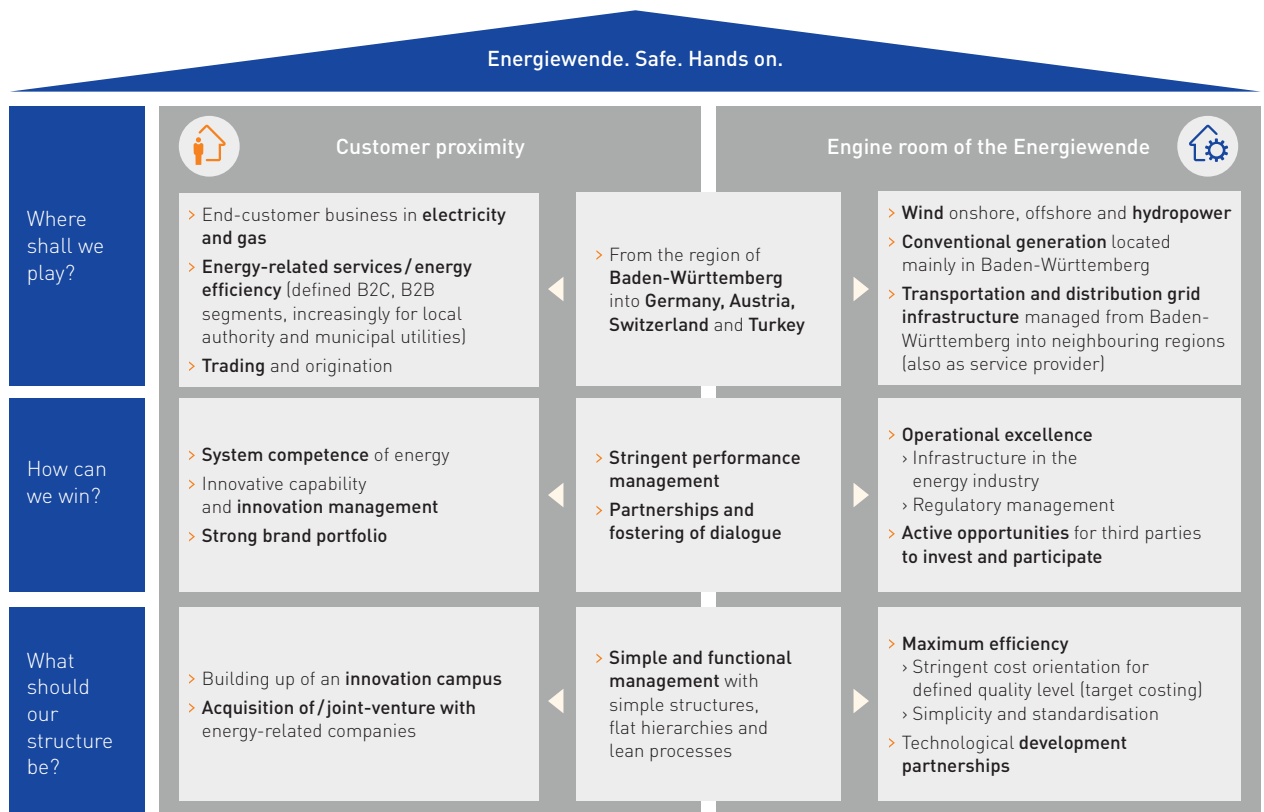 Energiewende. Safe. Hands on.
Customer proximity
Engine room of the Energiewende
Where
shall we
play?
> End-customer business in electricity
and gas
> Energy-related services / energy
efficiency (defined B2C, B2B
segments, increasingly for local
authority and municipal utilities)
> Trading and origination
> From the region of
Baden-Württemberg
into Germany, Austria,
Switzerland and Turkey
> Wind onshore, offshore and hydropower
> Conventional generation located
mainly in Baden-Württemberg
> Transportation and distribution grid
infrastructure managed from Baden-
Württemberg into neighbouring regions
(also as service provider)
How can
we win?
> System competence of energy
> Innovative capability
and innovation management
> Strong brand portfolio
> Stringent performance
management
> Partnerships and
fostering of dialogue
> Operational excellence
› Infrastructure in the
energy industry
› Regulatory management
> Active opportunities for third parties
to invest and participate
What
should
our
structure
be?
> Building up of an innovation campus
> Acquisition of / joint-venture with
energy-related companies
> Simple and functional
management with
simple structures,
flat hierarchies and
lean processes
> Maximum efficiency
› Stringent cost orientation for
defined quality level (target costing)
› Simplicity and standardisation
> Technological development
partnerships